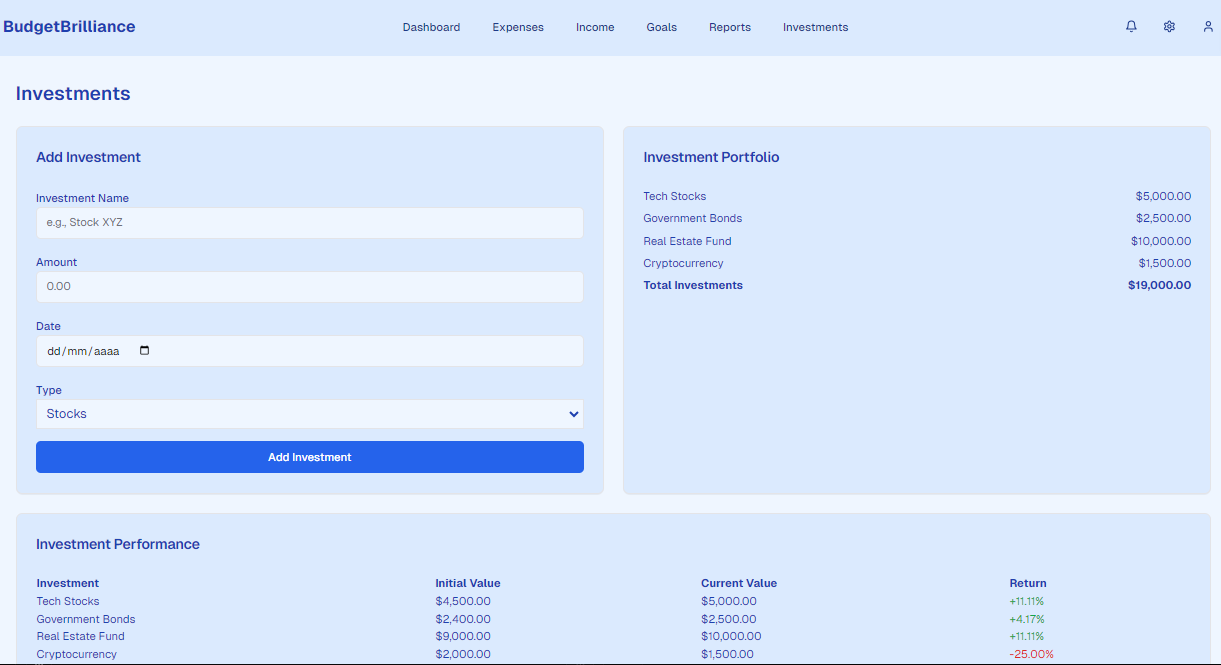 BudgetBrilliance
Dashboard Expenses Income Goals Reports Investments
Investments
Add Investment
Investment Name
e.g., Stock XYZ
Amount
0.00
Date
dd/mm/aaaa
Type
Stocks
Add Investment
Investment Portfolio
Tech Stocks $5,000.00
Government Bonds $2,500.00
Real Estate Fund $10,000.00
Cryptocurrency $1,500.00
Total Investments $19,000.00
Investment Performance
Investment Initial Value Current Value Return
Tech Stocks $4,500.00 $5,000.00 +11.11%
Government Bonds $2,400.00 $2,500.00 +4.17%
Real Estate Fund $9,000.00 $10,000.00 +11.11%
Cryptocurrency $2,000.00 $1,500.00 -25.00%